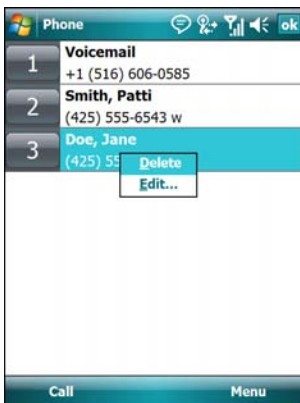 Phone ok
1 Voicemail
+1 (516) 606-0585
2 Smith, Patti
(425) 555-6543 w
3 Doe, Jane
(425) 55
Delete
Edit...
Call Menu